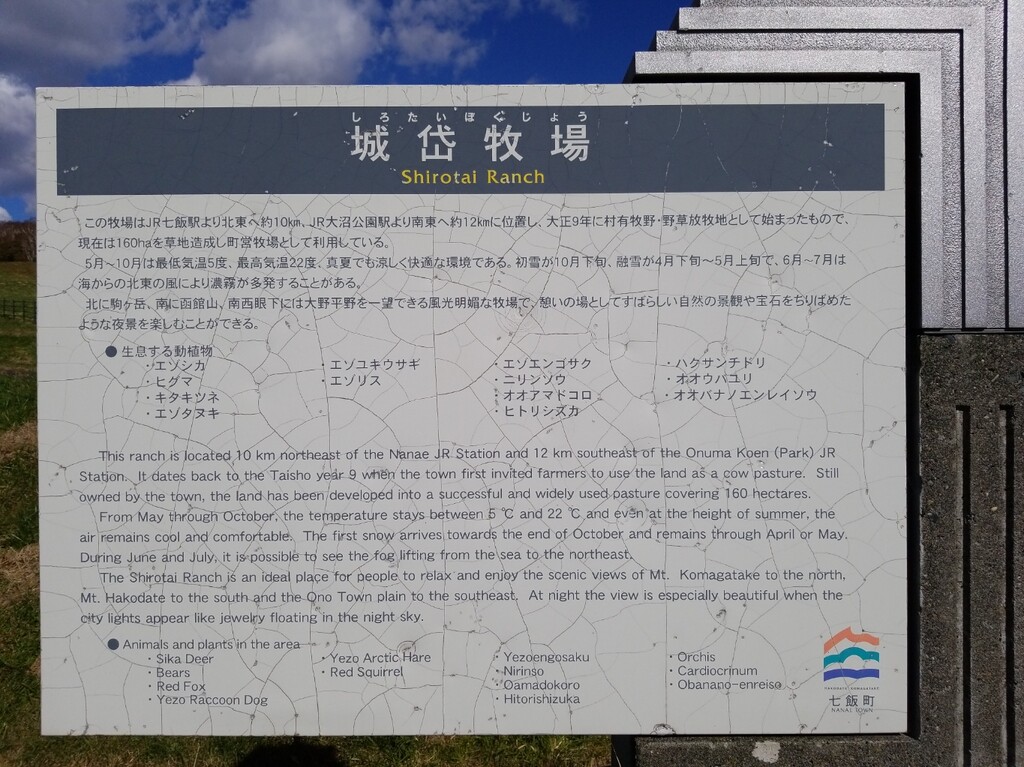 しろたいぼくじょう
城岱牧場
Shirotai Ranch
この牧場はJR七飯駅より北東へ約10km、JR大沼公園駅より南東へ約12kmに位置し、大正9年に村有牧野・野草放牧地として始まったもので、
現在は160haを草地造成し町営牧場として利用している。
5月~10月は最低気温5度、最高気温22度、真夏でも涼しく快適な環境である。初雪が10月下旬、融雪が4月下旬~5月上旬で、6月~7月は
海からの北東の風により濃霧が多発することがある。
北に駒ヶ岳、南に函館山、南西眼下には大野平野を一望できる風光明媚な牧場で、憩いの場としてすばらしい自然の景観や宝石をちりばめた
ような夜景を楽しむことができる。
●生息する動植物
・エゾシカ ・エゾユキウサギ ・エゾエンゴサク ・ハクサンチドリ
・ヒグマ ・エゾリス ・ニリンソウ ・オオウバユリ
・キタキツネ ・オオアマドコロ ・オオバナノエンレイソウ
・エゾタヌキ ・ヒトリシズカ
This ranch is located 10 km northeast of the Nanae JR Station and 12 km southeast of the Onuma Koen (Park) JR
Station. It dates back to the Taisho year 9 when the town first invited farmers to use the land as a cow pasture. Still
owned by the town, the land has been developed into a successful and widely used pasture covering 160 hectares.
From May through October, the temperature stays between 5 ℃ and 22 ℃ and even at the height of summer, the
air remains cool and comfortable. The first snow arrives towards the end of October and remains through April or May.
During June and July, it is possible to see the fog lifting from the sea to the northeast.
The Shirotai Ranch is an ideal place for people to relax and enjoy the scenic views of Mt. Komagatake to the north,
Mt. Hakodate to the south and the Ono Town plain to the southeast. At night the view is especially beautiful when the
city lights appear like jewelry floating in the night sky.
●Animals and plants in the area
・Sika Deer ・Yezo Arctic Hare ・Yezoengosaku ・Orchis
・Bears ・Red Squirrel ・Nirinso ・Cardiocrinum
・Red Fox ・Oamadokoro ・Obanano-enreiso
・Yezo Raccoon Dog ・Hitorishizuka
七飯町
NANAE TOWN